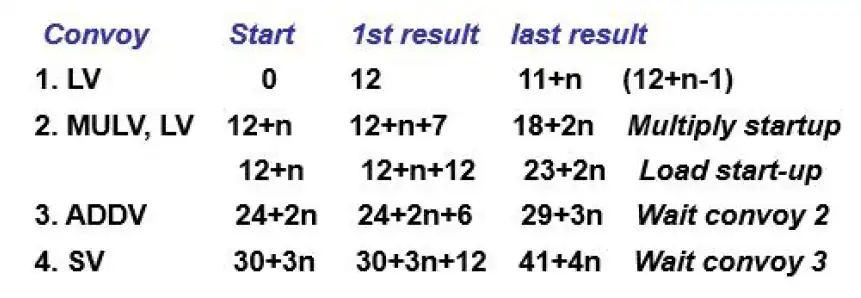 Convoy Start 1st result last result
1. LV 0 12 11+n (12+n-1)
2. MULV, LV 12+n 12+n+7 18+2n Multiply startup
12+n 12+n+12 23+2n Load start-up
3. ADDV 24+2n 24+2n+6 29+3n Wait convoy 2
4. SV 30+3n 30+3n+12 41+4n Wait convoy 3